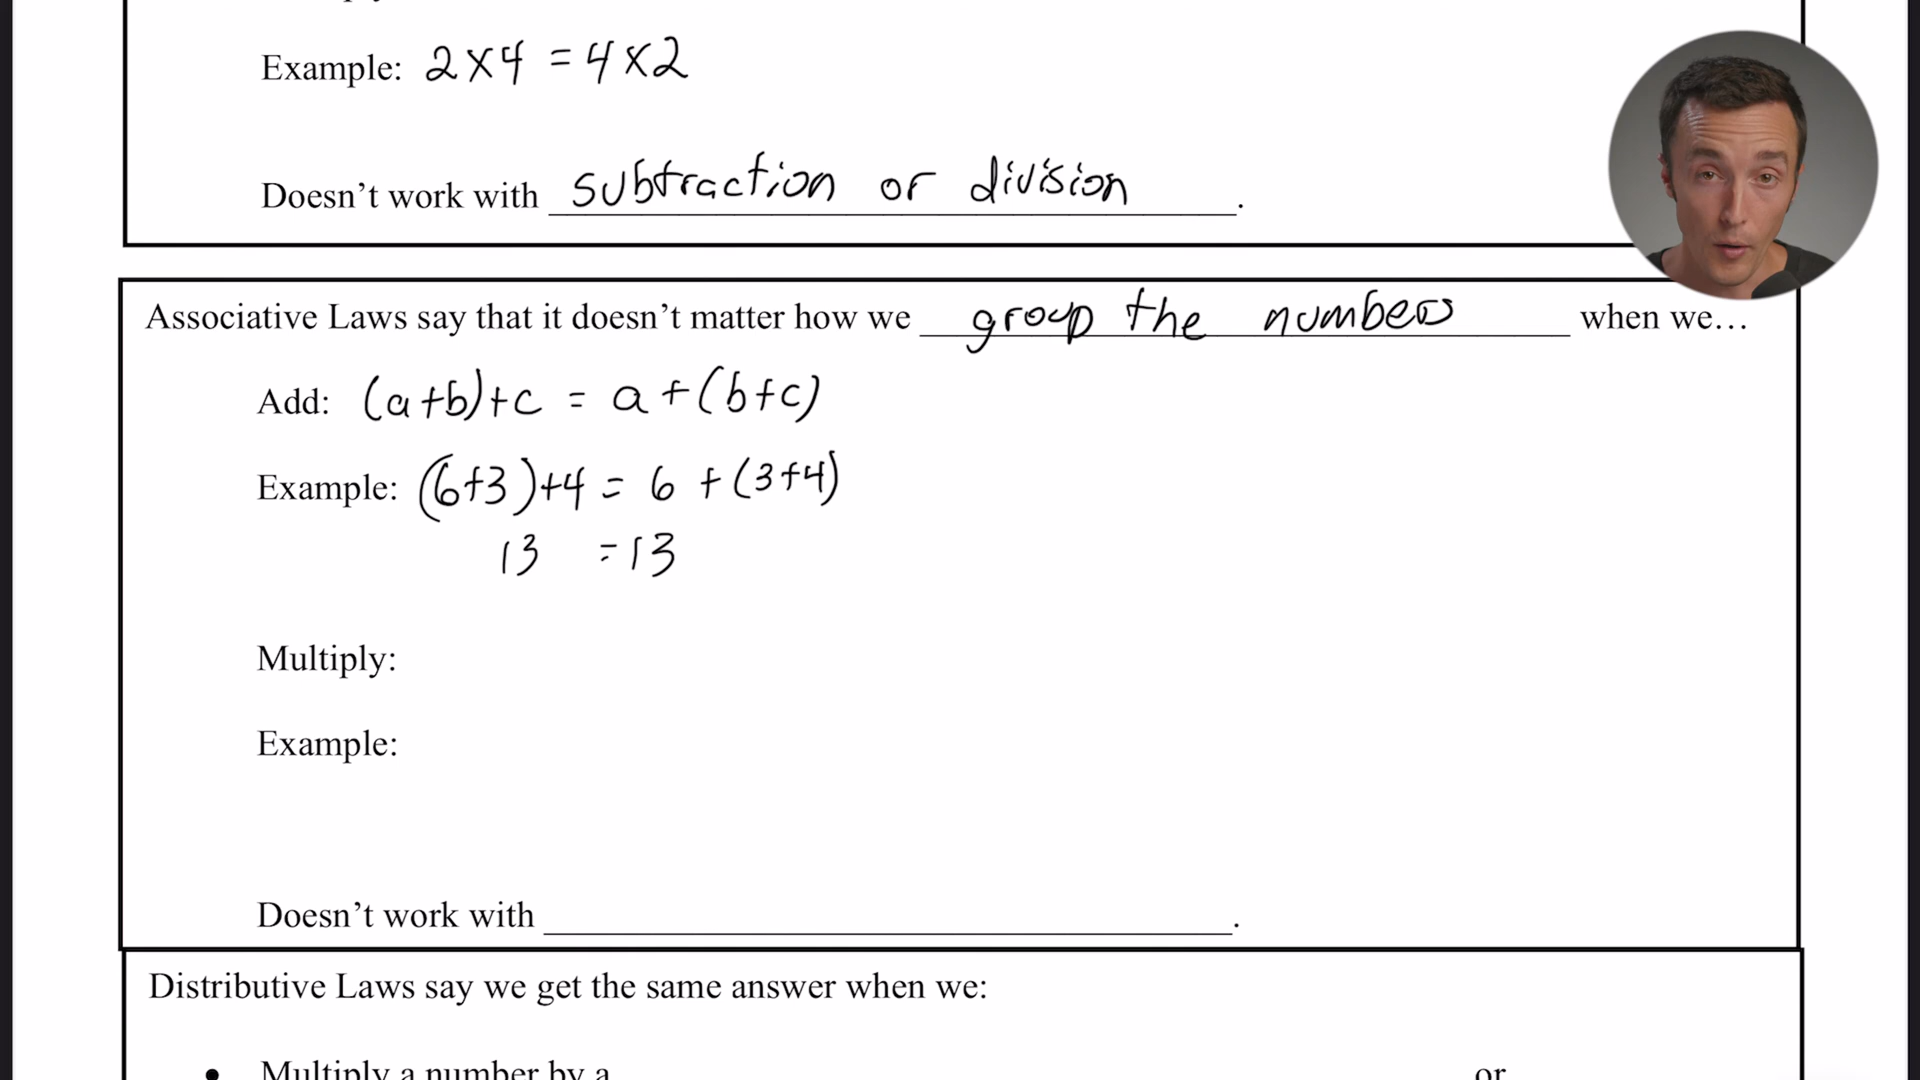 Example: 2×4 = 4×2
Doesn’t work with subtraction or division.
Associative Laws say that it doesn’t matter how we group the numbers when we…
Add: (a+b)+c = a+(b+c)
Example: (6+3)+4 = 6+(3+4)
13 = 13
Multiply:
Example:
Doesn’t work with ______.
Distributive Laws say we get the same answer when we:
• Multiply a number by a ______ or